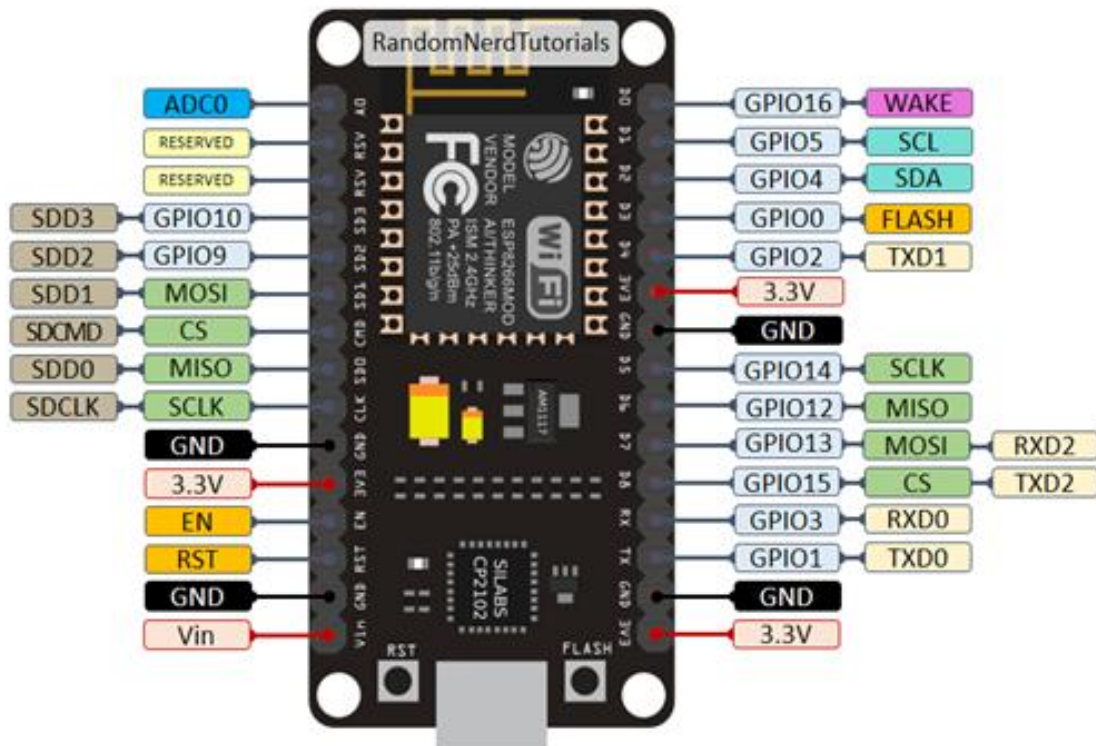 RandomNerdTutorials
ADC0
RESERVED
RESERVED
SDD3 GPIO10
SDD2 GPIO9
SDD1 MOSI
SDCMD CS
SDD0 MISO
SDCLK SCLK
GND
3.3V
EN
RST
GND
Vin
A0
RSV
RSV
SD3
SD2
SD1
CMD
SD0
CLK
GND
3V3
EN
RST
GND
Vin
MODEL ESP8266MOD
VENDOR AI/THINKER
ISM 2.4GHz
PA +25dBm
802.11b/g/n
FC
WiFi
AM1117
SILABS
CP2102
RST
FLASH
D0
D1
D2
D3
D4
3V3
GND
D5
D6
D7
D8
RX
TX
GND
3V3
GPIO16 WAKE
GPIO5 SCL
GPIO4 SDA
GPIO0 FLASH
GPIO2 TXD1
3.3V
GND
GPIO14 SCLK
GPIO12 MISO
GPIO13 MOSI RXD2
GPIO15 CS TXD2
GPIO3 RXD0
GPIO1 TXD0
GND
3.3V